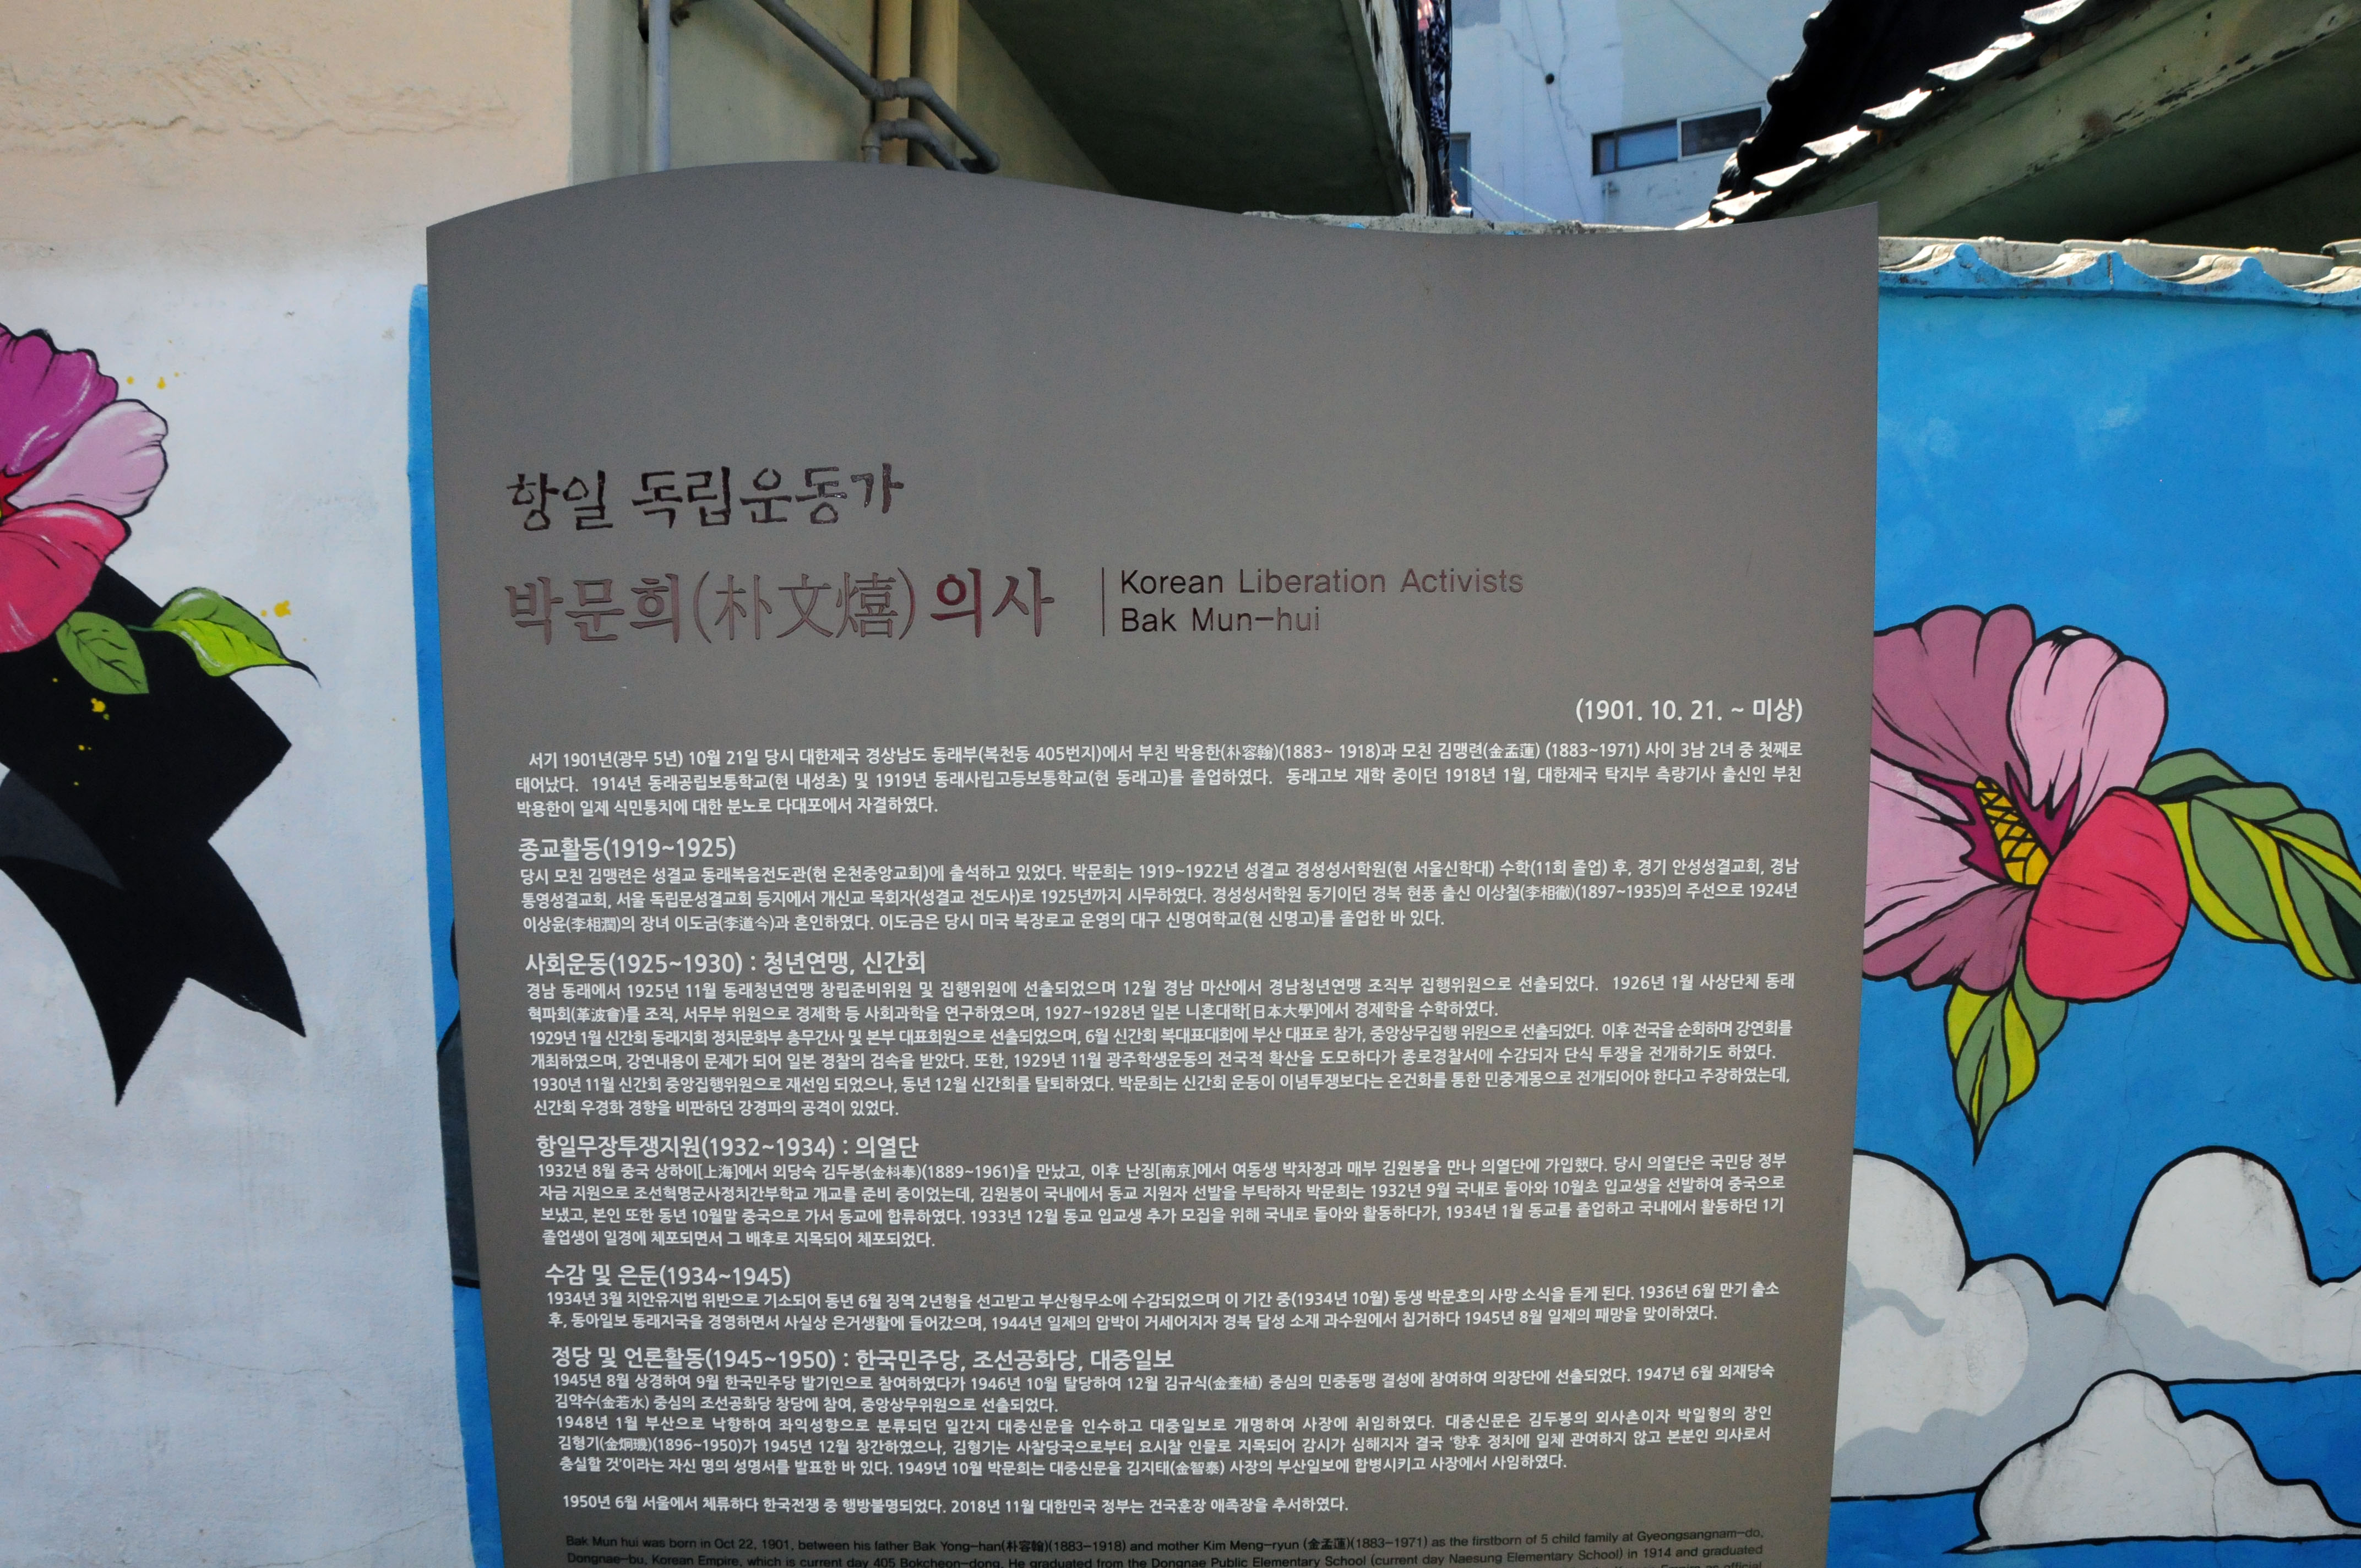 항일 독립운동가
박문희(朴文熺) 의사
Korean Liberation Activists
Bak Mun-hui
(1901. 10. 21. ~ 미상)
서기 1901년(광무 5년) 10월 21일 당시 대한제국 경상남도 동래부(복천동 405번지)에서 부친 박용한(朴容翰)(1883~ 1918)과 모친 김맹련(金孟蓮) (1883~1971) 사이 3남 2녀 중 첫째로
태어났다. 1914년 동래공립보통학교(현 내성초) 및 1919년 동래사립고등보통학교(현 동래고)를 졸업하였다. 동래고보 재학 중이던 1918년 1월, 대한제국 탁지부 측량기사 출신인 부친
박용한이 일제 식민통치에 대한 분노로 다대포에서 자결하였다.
종교활동(1919~1925)
당시 모친 김맹련은 성결교 동래복음전도관(현 온천중앙교회)에 출석하고 있었다. 박문희는 1919~1922년 성결교 경성성서학원(현 서울신학대) 수학(11회 졸업) 후, 경기 안성성결교회, 경남
통영성결교회, 서울 독립문성결교회 등지에서 개신교 목회자(성결교 전도사)로 1925년까지 시무하였다. 경성성서학원 동기이던 경북 현풍 출신 이상철(李相徹)(1897~1935)의 주선으로 1924년
이상윤(李相潤)의 장녀 이도금(李道今)과 혼인하였다. 이도금은 당시 미국 북장로교 운영의 대구 신명여학교(현 신명고)를 졸업한 바 있다.
사회운동(1925~1930) : 청년연맹, 신간회
경남 동래에서 1925년 11월 동래청년연맹 창립준비위원 및 집행위원에 선출되었으며 12월 경남 마산에서 경남청년연맹 조직부 집행위원으로 선출되었다. 1926년 1월 사상단체 동래
혁파회(革波會)를 조직, 서무부 위원으로 경제학 등 사회과학을 연구하였으며, 1927~1928년 일본 니혼대학[日本大學]에서 경제학을 수학하였다.
1929년 1월 신간회 동래지회 정치문화부 총무간사 및 본부 대표회원으로 선출되었으며, 6월 신간회 복대표대회에 부산 대표로 참가, 중앙상무집행 위원으로 선출되었다. 이후 전국을 순회하며 강연회를
개최하였으며, 강연내용이 문제가 되어 일본 경찰의 검속을 받았다. 또한, 1929년 11월 광주학생운동의 전국적 확산을 도모하다가 종로경찰서에 수감되자 단식 투쟁을 전개하기도 하였다.
1930년 11월 신간회 중앙집행위원으로 재선임 되었으나, 동년 12월 신간회를 탈퇴하였다. 박문희는 신간회 운동이 이념투쟁보다는 온건화를 통한 민중계몽으로 전개되어야 한다고 주장하였는데,
신간회 우경화 경향을 비판하던 강경파의 공격이 있었다.
항일무장투쟁지원(1932~1934) : 의열단
1932년 8월 중국 상하이[上海]에서 외당숙 김두봉(金枓奉)(1889~1961)을 만났고, 이후 난징[南京]에서 여동생 박차정과 매부 김원봉을 만나 의열단에 가입했다. 당시 의열단은 국민당 정부
자금 지원으로 조선혁명군사정치간부학교 개교를 준비 중이었는데, 김원봉이 국내에서 동교 지원자 선발을 부탁하자 박문희는 1932년 9월 국내로 돌아와 10월초 입교생을 선발하여 중국으로
보냈고, 본인 또한 동년 10월말 중국으로 가서 동교에 합류하였다. 1933년 12월 동교 입교생 추가 모집을 위해 국내로 돌아와 활동하다가, 1934년 1월 동교를 졸업하고 국내에서 활동하던 1기
졸업생이 일경에 체포되면서 그 배후로 지목되어 체포되었다.
수감 및 은둔(1934~1945)
1934년 3월 치안유지법 위반으로 기소되어 동년 6월 징역 2년형을 선고받고 부산형무소에 수감되었으며 이 기간 중(1934년 10월) 동생 박문호의 사망 소식을 듣게 된다. 1936년 6월 만기 출소
후, 동아일보 동래지국을 경영하면서 사실상 은거생활에 들어갔으며, 1944년 일제의 압박이 거세어지자 경북 달성 소재 과수원에서 칩거하다 1945년 8월 일제의 패망을 맞이하였다.
정당 및 언론활동(1945~1950) : 한국민주당, 조선공화당, 대중일보
1945년 8월 상경하여 9월 한국민주당 발기인으로 참여하였다가 1946년 10월 탈당하여 12월 김규식(金奎植) 중심의 민중동맹 결성에 참여하여 의장단에 선출되었다. 1947년 6월 외재당숙
김약수(金若水) 중심의 조선공화당 창당에 참여, 중앙상무위원으로 선출되었다.
1948년 1월 부산으로 낙향하여 좌익성향으로 분류되던 일간지 대중신문을 인수하고 대중일보로 개명하여 사장에 취임하였다. 대중신문은 김두봉의 외사촌이자 박일형의 장인
김형기(金炯璣)(1896~1950)가 1945년 12월 창간하였으나, 김형기는 사찰당국으로부터 요시찰 인물로 지목되어 감시가 심해지자 결국 '향후 정치에 일체 관여하지 않고 본분인 의사로서
충실할 것'이라는 자신 명의 성명서를 발표한 바 있다. 1949년 10월 박문희는 대중신문을 김지태(金智泰) 사장의 부산일보에 합병시키고 사장에서 사임하였다.
1950년 6월 서울에서 체류하다 한국전쟁 중 행방불명되었다. 2018년 11월 대한민국 정부는 건국훈장 애족장을 추서하였다.
Bak Mun hui was born in Oct 22, 1901, between his father Bak Yong-han(朴容翰)(1883-1918) and mother Kim Meng-ryun (金孟蓮)(1883-1971) as the firstborn of 5 child family at Gyeongsangnam-do,
Dongnae-bu, Korean Empire, which is current day 405 Bokcheon-dong. He graduated from the Dongnae Public Elementary School (current day Naesung Elementary School) in 1914 and graduated